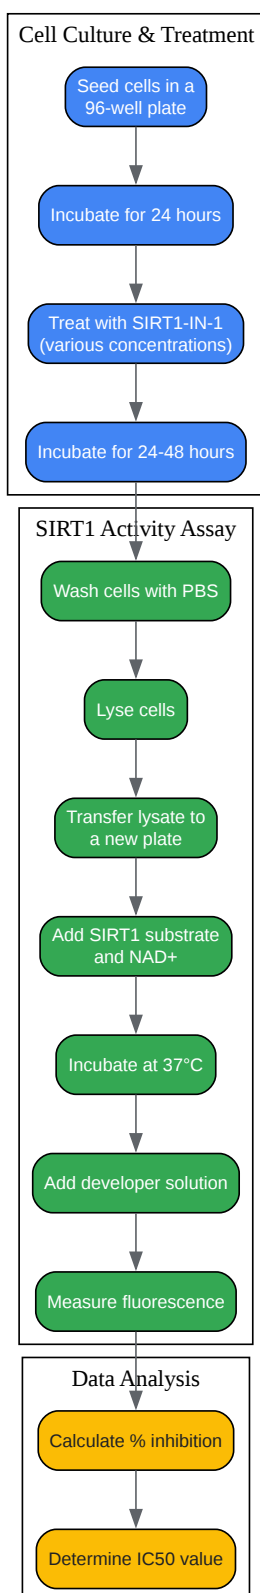 Cell Culture & Treatment
Seed cells in a
96-well plate
Incubate for 24 hours
Treat with SIRT1-IN-1
(various concentrations)
Incubate for 24-48 hours
SIRT1 Activity Assay
Wash cells with PBS
Lyse cells
Transfer lysate to
a new plate
Add SIRT1 substrate
and NAD+
Incubate at 37°C
Add developer solution
Measure fluorescence
Data Analysis
Calculate % inhibition
Determine IC50 value